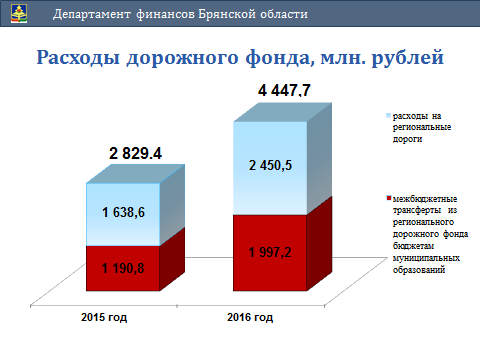 Департамент финансов Брянской области
Расходы дорожного фонда, млн. рублей
4 447,7
2 829.4
2 450,5
1 638,6
1 997,2
1 190,8
2015 год
2016 год
расходы на
региональные
дороги
межбюджетные
трансферты из
регионального
дорожного фонда
бюджетам
муниципальных
образований